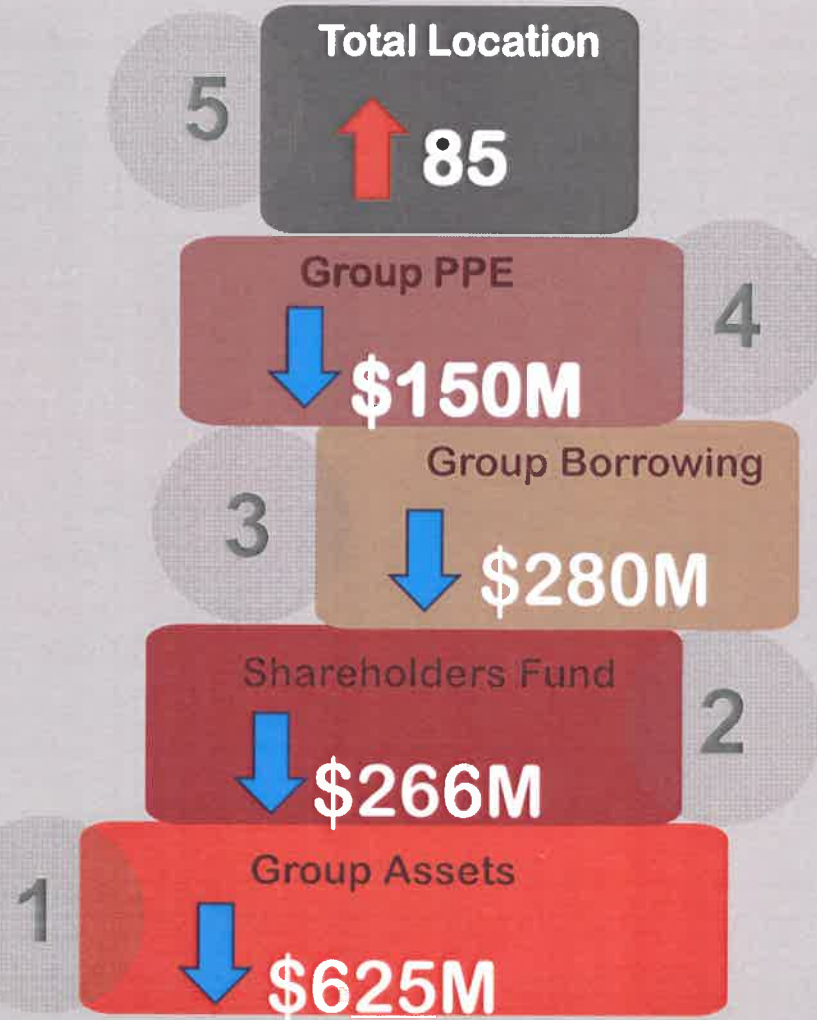 Total Location
5
85
Group PPE
4
$150M
Group Borrowing
3
$280M
Shareholders Fund
2
$266M
Group Assets
1
$625M